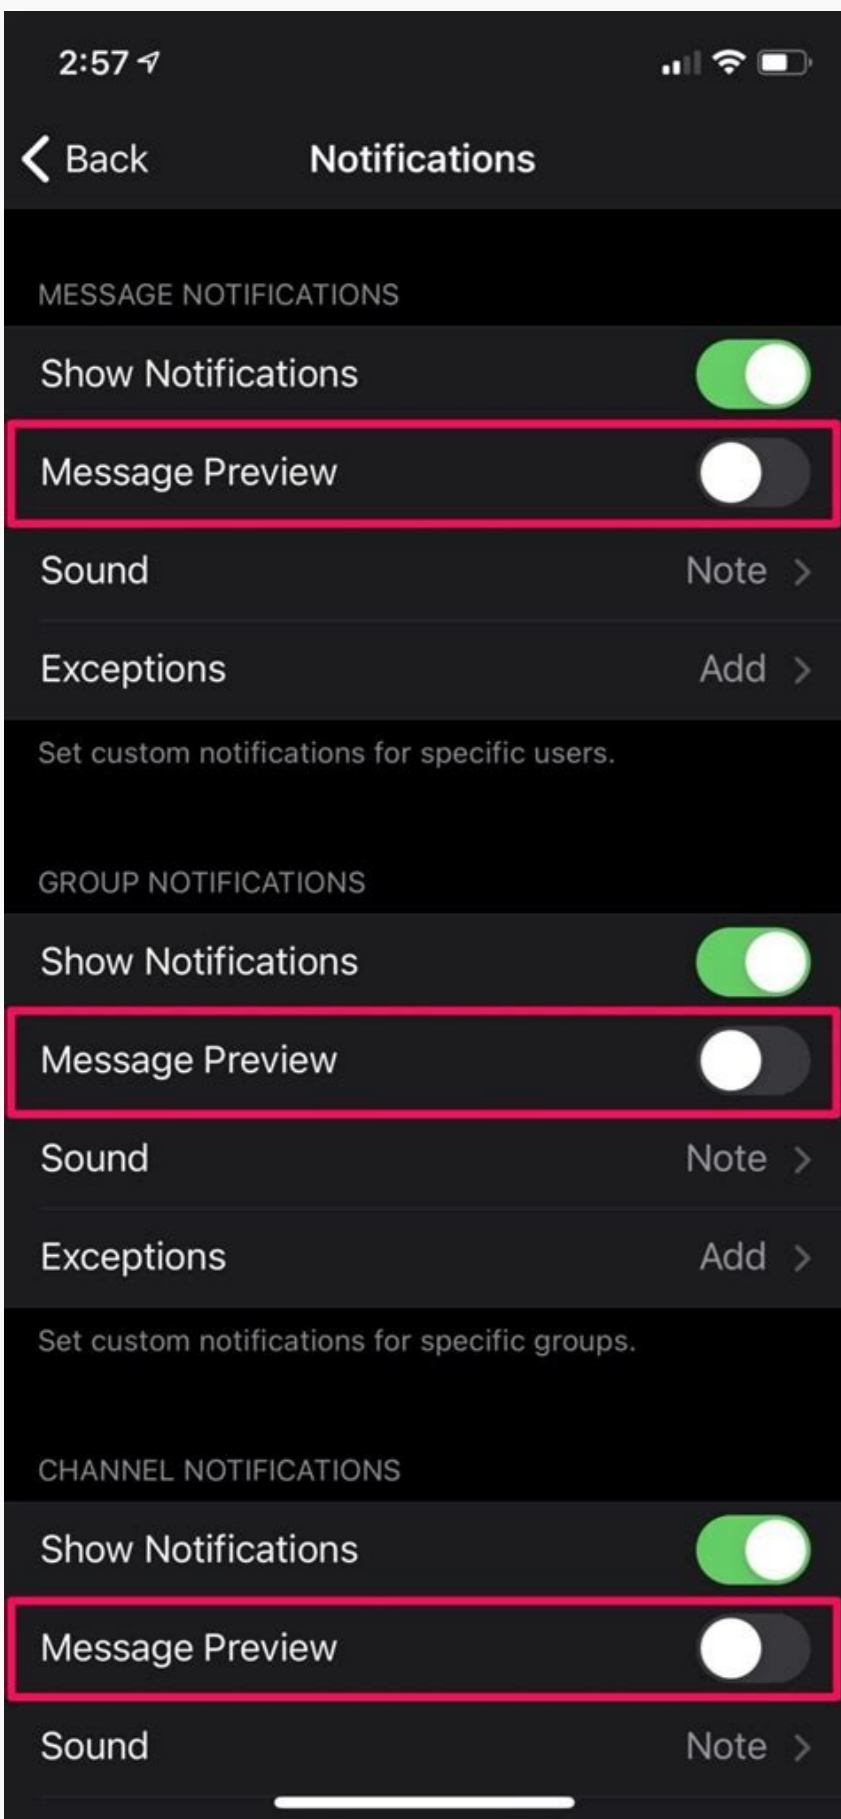 2:57
Back Notifications
MESSAGE NOTIFICATIONS
Show Notifications
Message Preview
Sound Note
Exceptions Add
Set custom notifications for specific users.
GROUP NOTIFICATIONS
Show Notifications
Message Preview
Sound Note
Exceptions Add
Set custom notifications for specific groups.
CHANNEL NOTIFICATIONS
Show Notifications
Message Preview
Sound Note